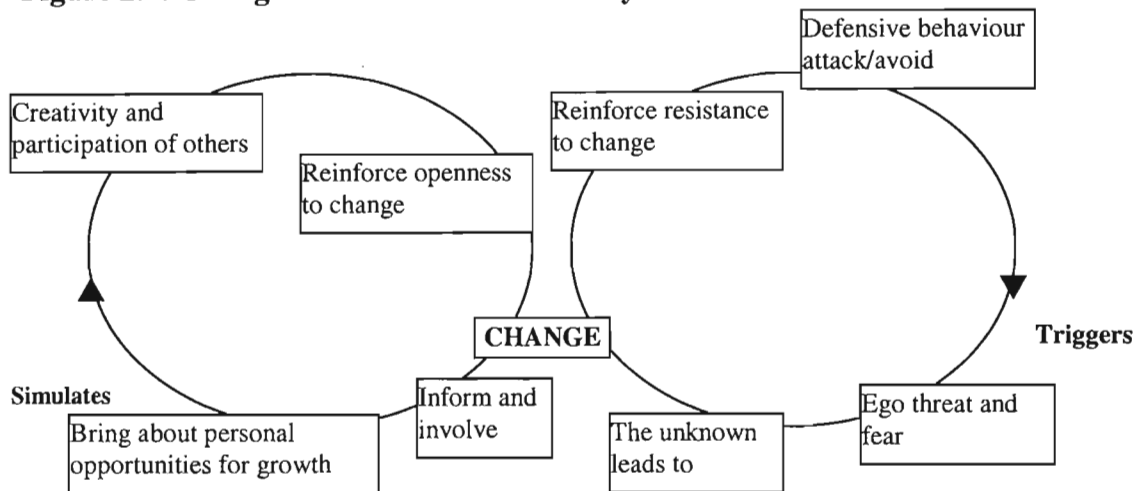 Defensive behaviour
attack/avoid
Creativity and
participation of others
Reinforce resistance
to change
Reinforce openness
to change
CHANGE
Triggers
Simulates
Inform and
involve
Ego threat and
fear
Bring about personal
opportunities for growth
The unknown
leads to